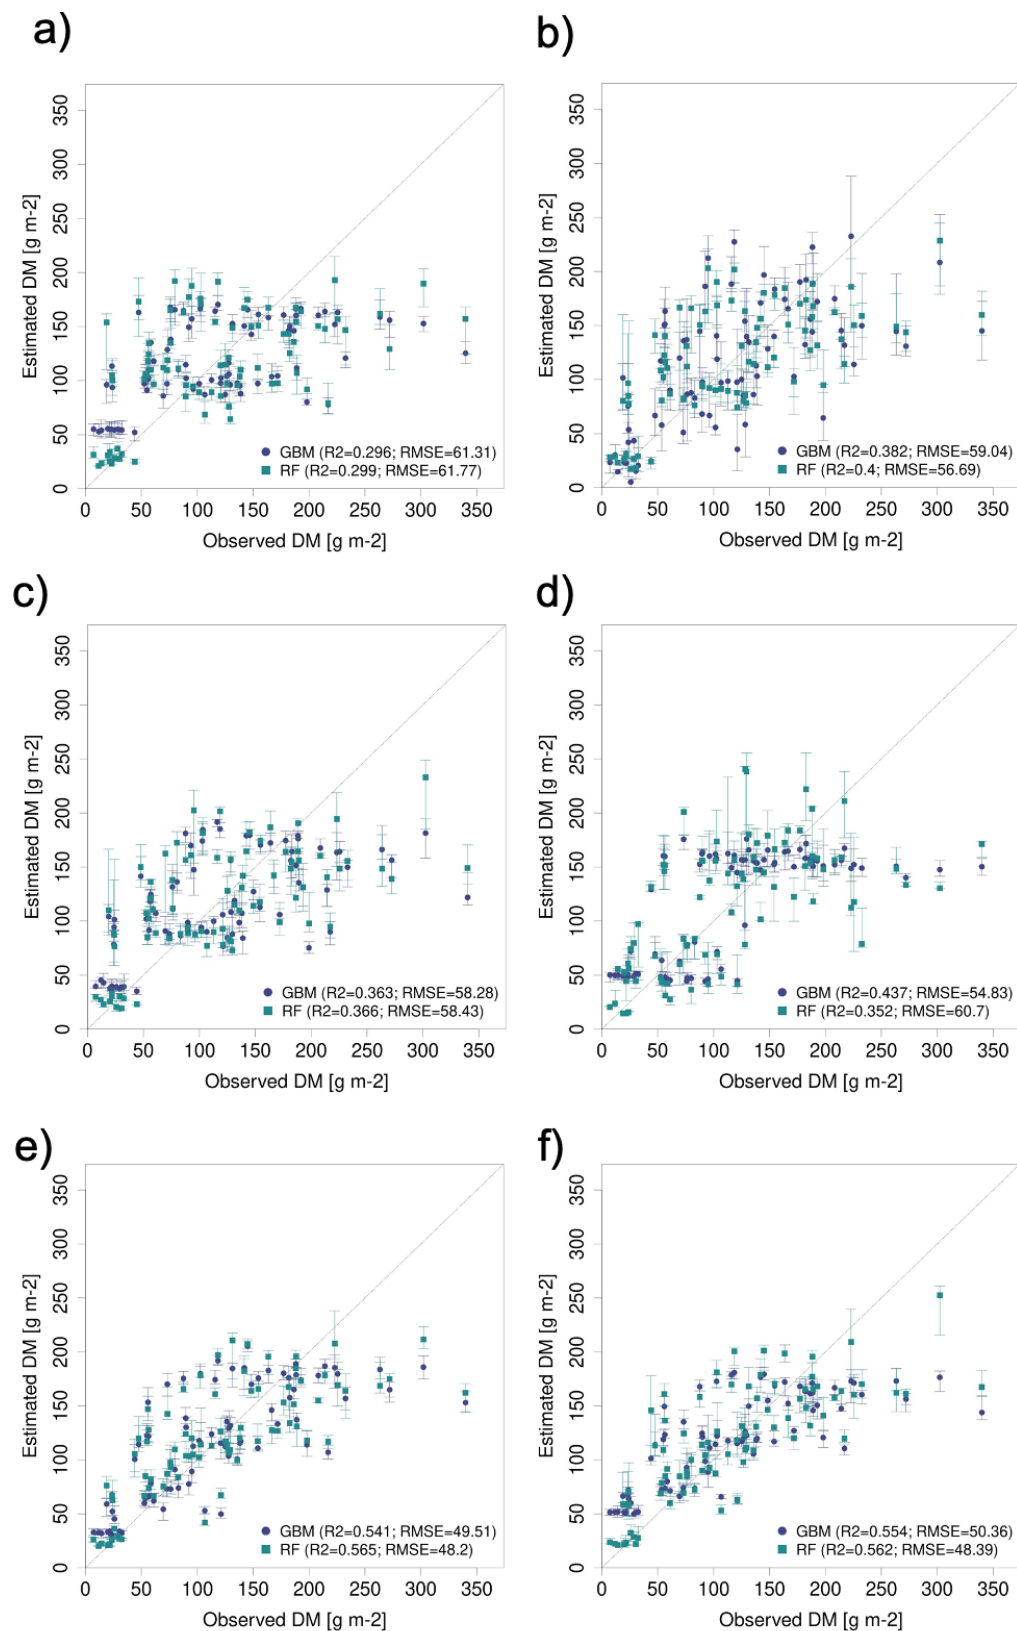 a)
Estimated DM [g m-2]
350
300
250
200
150
100
50
0
GBM (R2=0.296; RMSE=61.31)
RF (R2=0.299; RMSE=61.77)
0 50 100 150 200 250 300 350
Observed DM [g m-2]
b)
Estimated DM [g m-2]
350
300
250
200
150
100
50
0
GBM (R2=0.382; RMSE=59.04)
RF (R2=0.4; RMSE=56.69)
0 50 100 150 200 250 300 350
Observed DM [g m-2]
c)
Estimated DM [g m-2]
350
300
250
200
150
100
50
0
GBM (R2=0.363; RMSE=58.28)
RF (R2=0.366; RMSE=58.43)
0 50 100 150 200 250 300 350
Observed DM [g m-2]
d)
Estimated DM [g m-2]
350
300
250
200
150
100
50
0
GBM (R2=0.437; RMSE=54.83)
RF (R2=0.352; RMSE=60.7)
0 50 100 150 200 250 300 350
Observed DM [g m-2]
e)
Estimated DM [g m-2]
350
300
250
200
150
100
50
0
GBM (R2=0.541; RMSE=49.51)
RF (R2=0.565; RMSE=48.2)
0 50 100 150 200 250 300 350
Observed DM [g m-2]
f)
Estimated DM [g m-2]
350
300
250
200
150
100
50
0
GBM (R2=0.554; RMSE=50.36)
RF (R2=0.562; RMSE=48.39)
0 50 100 150 200 250 300 350
Observed DM [g m-2]